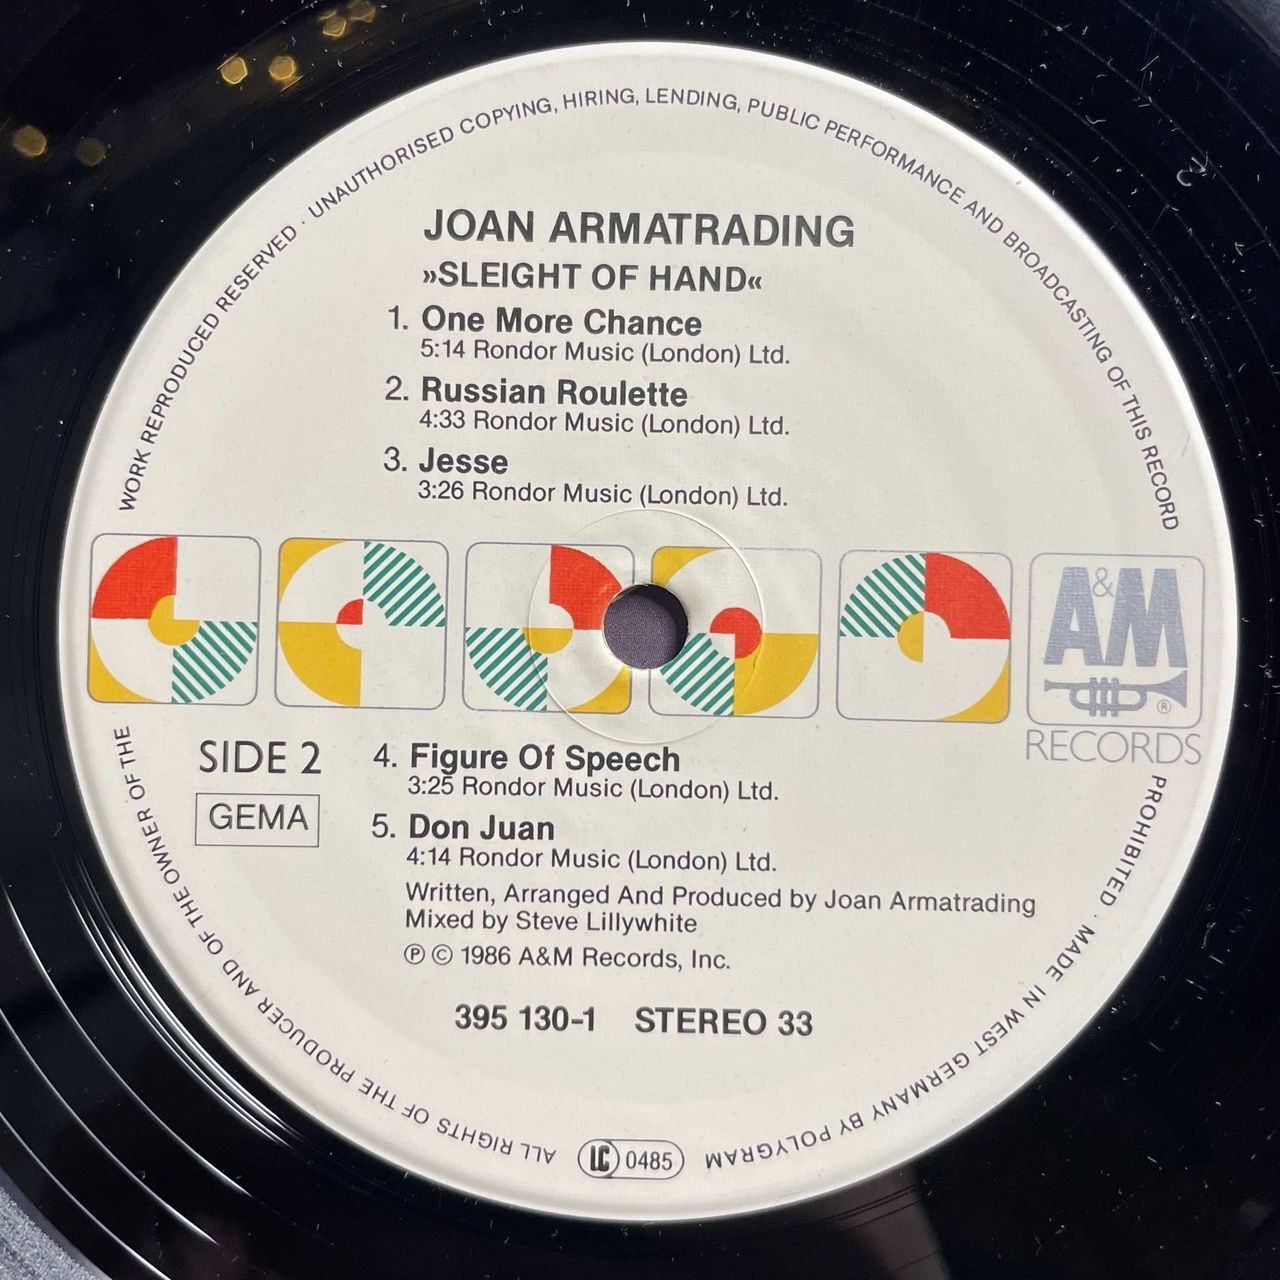 JOAN ARMATRADING
»SLEIGHT OF HAND«
1. One More Chance
5:14 Rondor Music (London) Ltd.
2. Russian Roulette
4:33 Rondor Music (London) Ltd.
3. Jesse
3:26 Rondor Music (London) Ltd.
A&M
®
RECORDS
SIDE 2
GEMA
4. Figure Of Speech
3:25 Rondor Music (London) Ltd.
5. Don Juan
4:14 Rondor Music (London) Ltd.
Written, Arranged And Produced by Joan Armatrading
Mixed by Steve Lillywhite
℗ © 1986 A&M Records, Inc.
395 130-1 STEREO 33
LC 0485
ALL RIGHTS OF THE PRODUCER AND OF THE OWNER OF THE WORK REPRODUCED RESERVED · UNAUTHORISED COPYING, HIRING, LENDING, PUBLIC PERFORMANCE AND BROADCASTING OF THIS RECORD PROHIBITED · MADE IN WEST GERMANY BY POLYGRAM